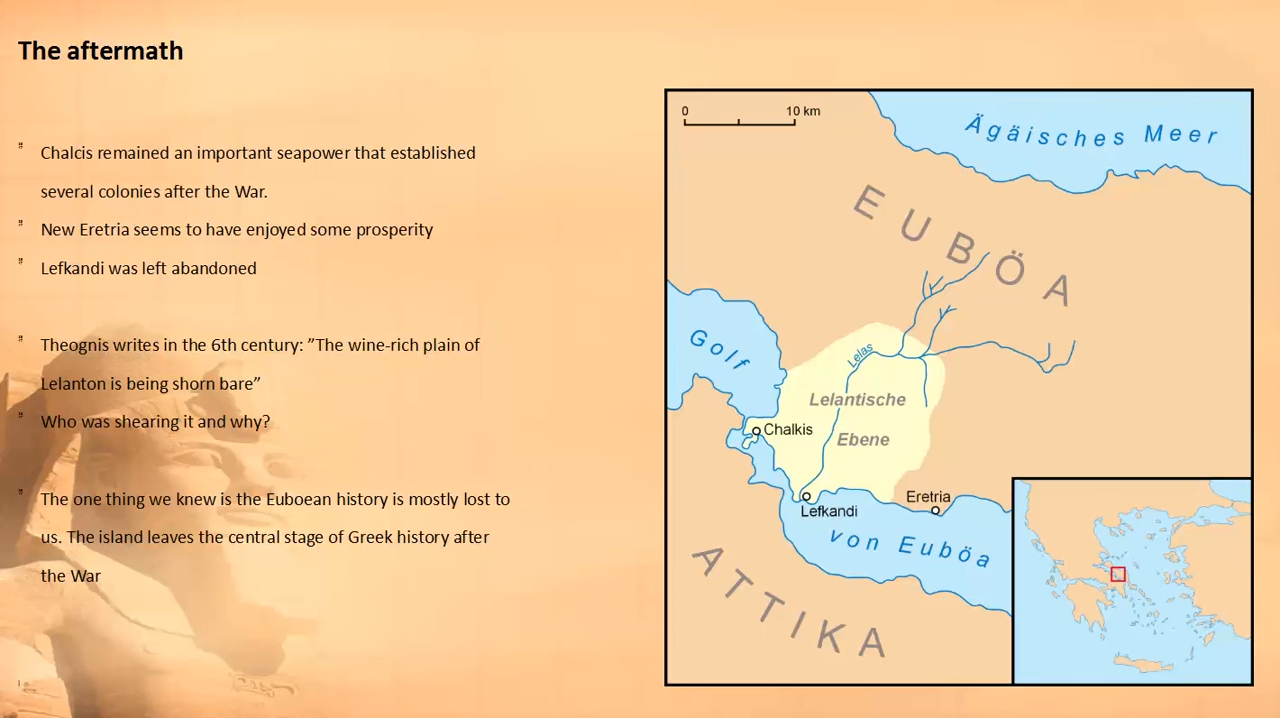 The aftermath
Chalcis remained an important seapower that established
several colonies after the War.
New Eretria seems to have enjoyed some prosperity
Lefkandi was left abandoned
Theognis writes in the 6th century: ”The wine-rich plain of
Lelanton is being shorn bare”
Who was shearing it and why?
The one thing we knew is the Euboean history is mostly lost to
us. The island leaves the central stage of Greek history after
the War
0 10 km
Ägäisches Meer
EUBÖA
Golf
Lelas
Lelantische
Ebene
Chalkis
Eretria
Lefkandi
von Euböa
ATTIKA